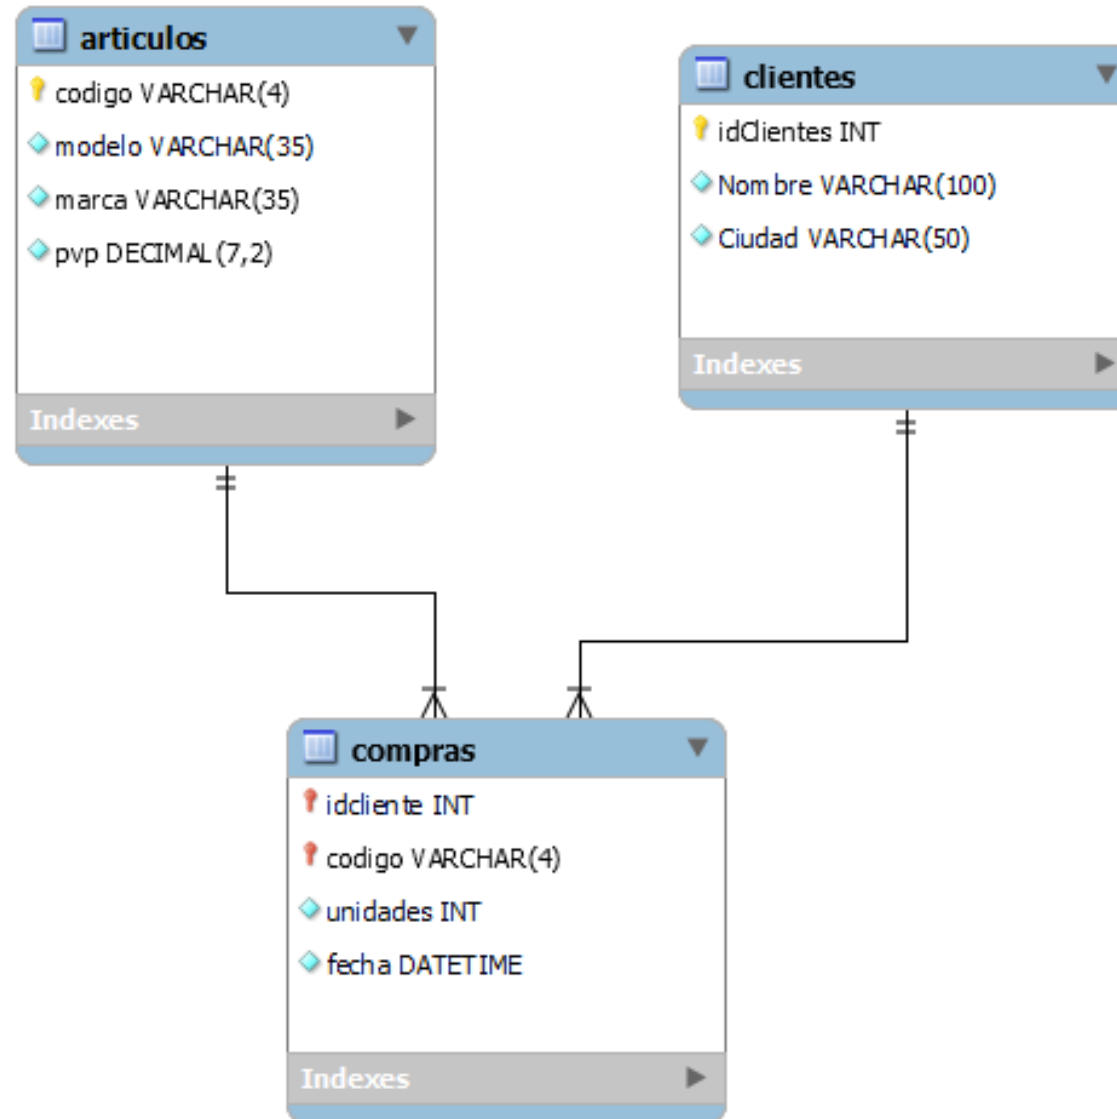 articulos
codigo VARCHAR(4)
modelo VARCHAR(35)
marca VARCHAR(35)
pvp DECIMAL(7,2)
Indexes
clientes
idClientes INT
Nombre VARCHAR(100)
Ciudad VARCHAR(50)
Indexes
compras
idcliente INT
codigo VARCHAR(4)
unidades INT
fecha DATETIME
Indexes